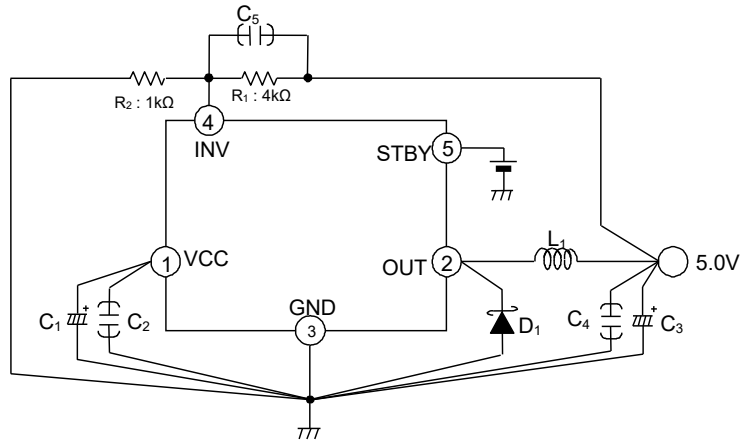 C₅
R₂ : 1kΩ
R₁ : 4kΩ
4
INV
STBY
5
1
VCC
OUT
2
L₁
5.0V
C₁
+
C₂
GND
3
D₁
C₄
+
C₃